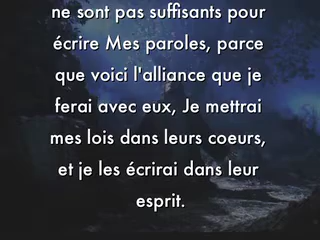 ne sont pas suffisants pour
écrire Mes paroles, parce
que voici l'alliance que je
ferai avec eux, Je mettrai
mes lois dans leurs coeurs,
et je les écrirai dans leur
esprit.